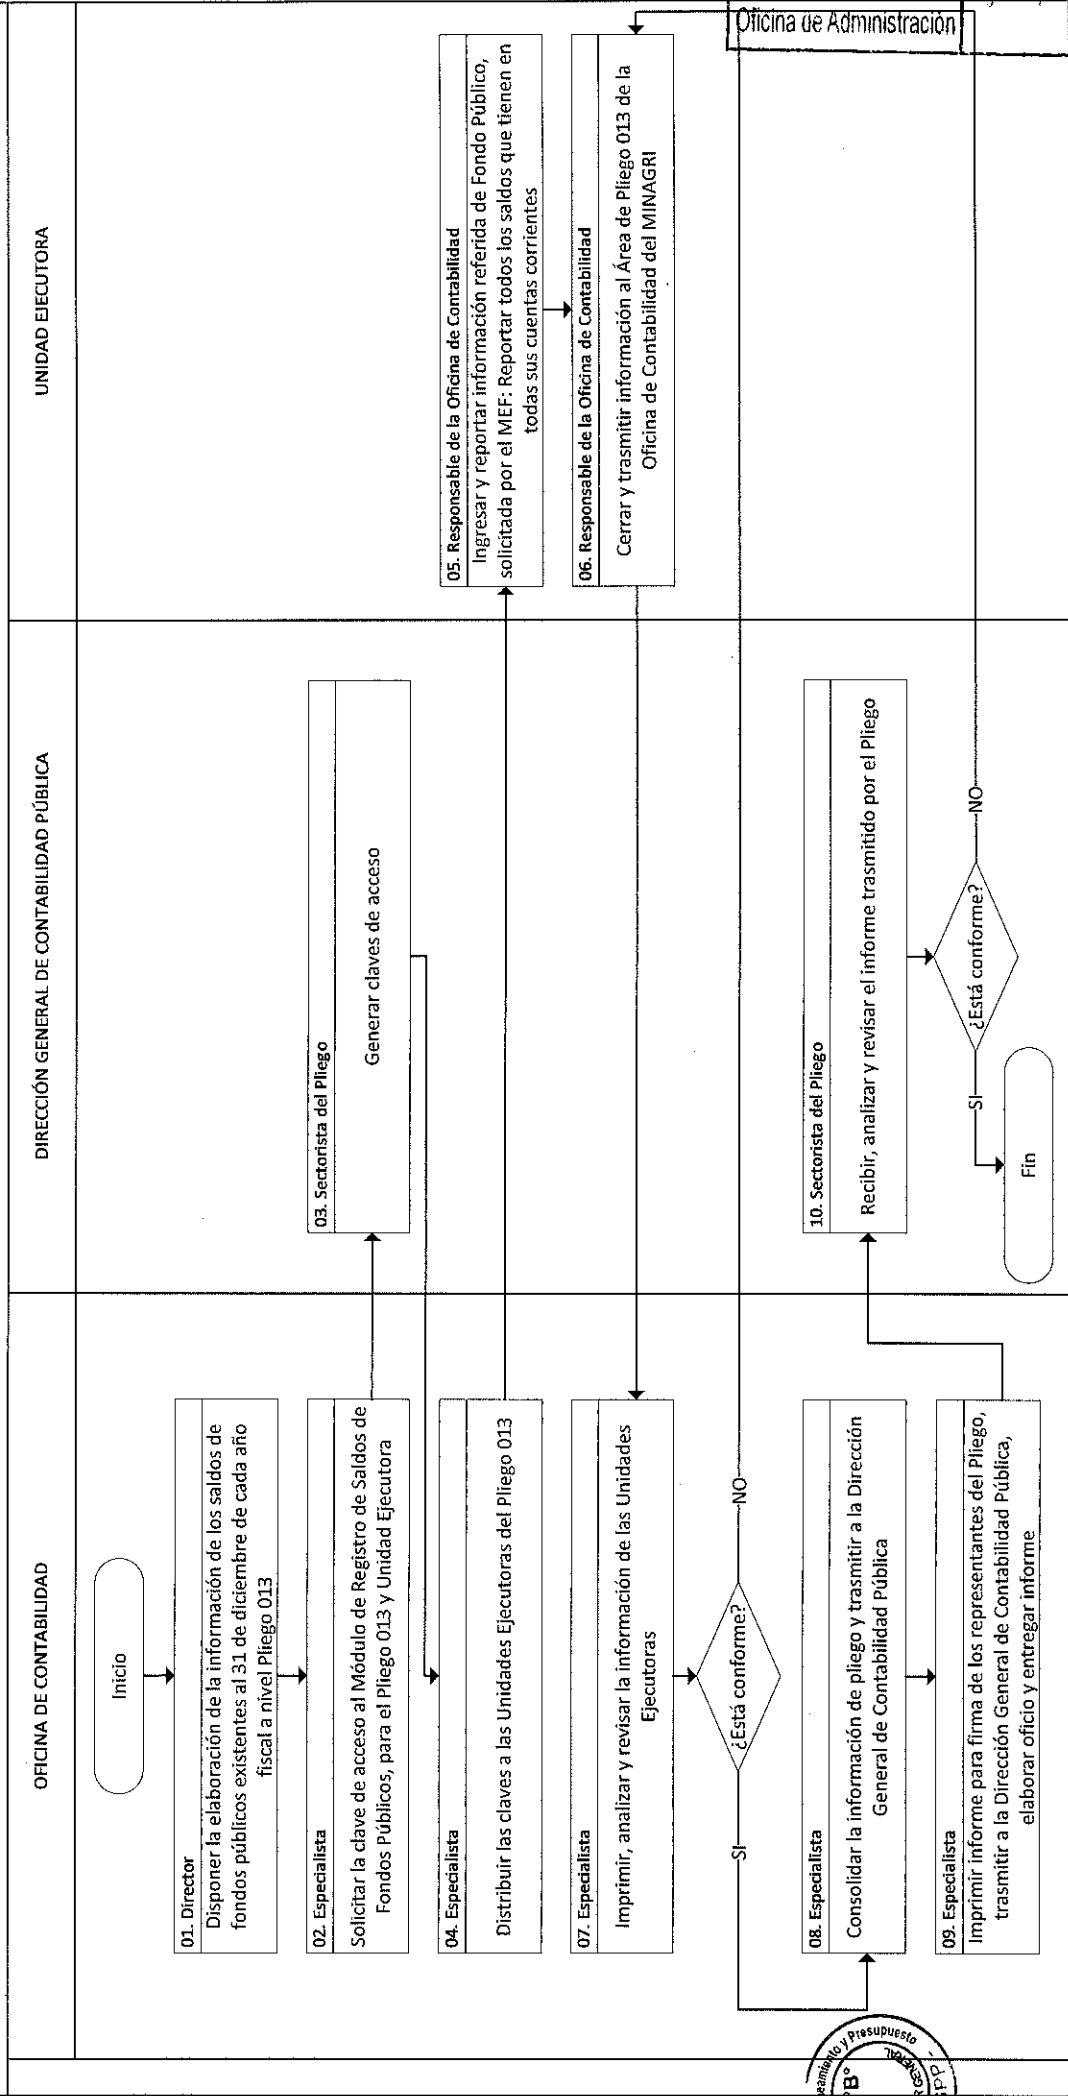 OFICINA DE CONTABILIDAD
DIRECCIÓN GENERAL DE CONTABILIDAD PÚBLICA
UNIDAD EJECUTORA
Inicio
01. Director
Disponer la elaboración de la información de los saldos de
fondos públicos existentes al 31 de diciembre de cada año
fiscal a nivel Pliego 013
02. Especialista
Solicitar la clave de acceso al Módulo de Registro de Saldos de
Fondos Públicos, para el Pliego 013 y Unidad Ejecutora
03. Sectorista del Pliego
Generar claves de acceso
04. Especialista
Distribuir las claves a las Unidades Ejecutoras del Pliego 013
05. Responsable de la Oficina de Contabilidad
Ingresar y reportar información referida de Fondo Público,
solicitada por el MEF: Reportar todos los saldos que tienen en
todas sus cuentas corrientes
06. Responsable de la Oficina de Contabilidad
Cerrar y trasmitir información al Área de Pliego 013 de la
Oficina de Contabilidad del MINAGRI
07. Especialista
Imprimir, analizar y revisar la información de las Unidades
Ejecutoras
¿Está conforme?
SI
NO
08. Especialista
Consolidar la información de pliego y trasmitir a la Dirección
General de Contabilidad Pública
09. Especialista
Imprimir informe para firma de los representantes del Pliego,
trasmitir a la Dirección General de Contabilidad Pública,
elaborar oficio y entregar informe
10. Sectorista del Pliego
Recibir, analizar y revisar el informe trasmitido por el Pliego
¿Está conforme?
SI
NO
Fin
Oficina de Administración
y Presupuesto